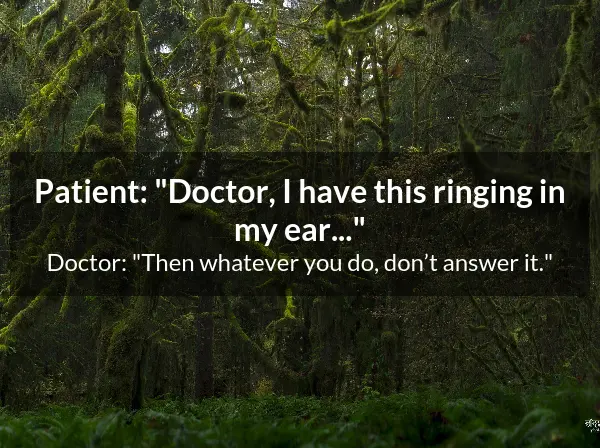 Patient: "Doctor, I have this ringing in
my ear..."
Doctor: "Then whatever you do, don’t answer it."